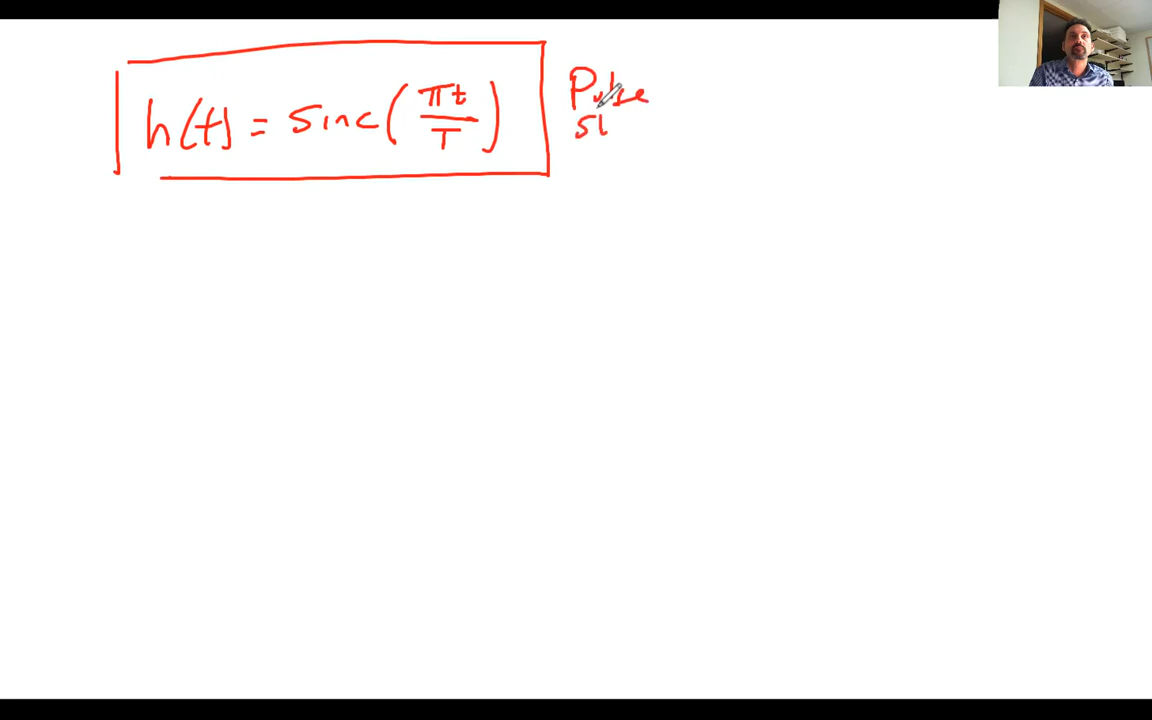 h(t) = sinc(πt/T)
Pulse